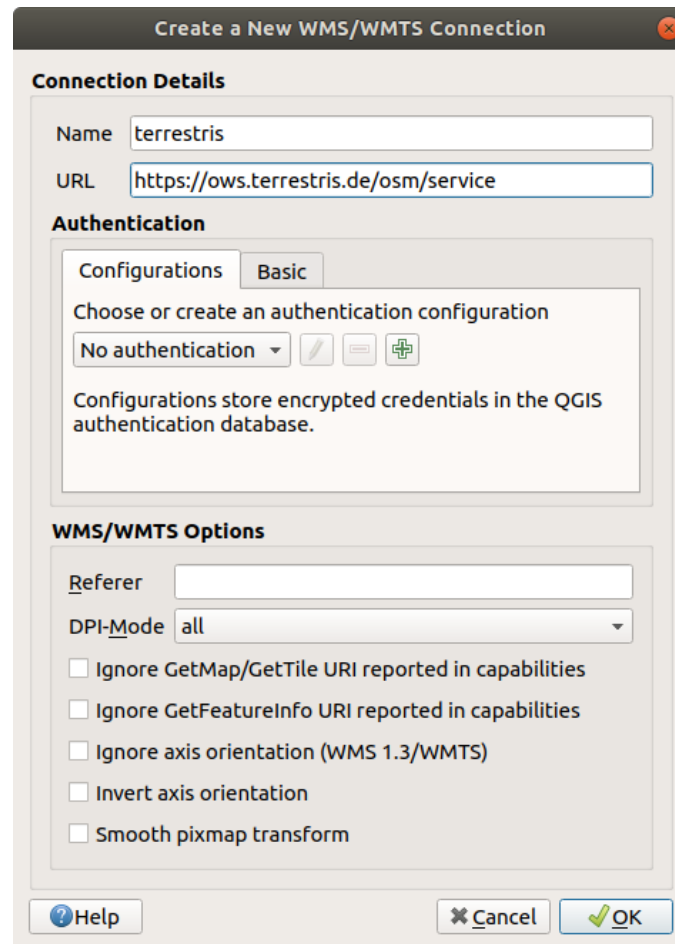 Create a New WMS/WMTS Connection
Connection Details
Name terrestris
URL https://ows.terrestris.de/osm/service
Authentication
Configurations Basic
Choose or create an authentication configuration
No authentication
Configurations store encrypted credentials in the QGIS
authentication database.
WMS/WMTS Options
Referer
DPI-Mode all
Ignore GetMap/GetTile URI reported in capabilities
Ignore GetFeatureInfo URI reported in capabilities
Ignore axis orientation (WMS 1.3/WMTS)
Invert axis orientation
Smooth pixmap transform
Help Cancel OK